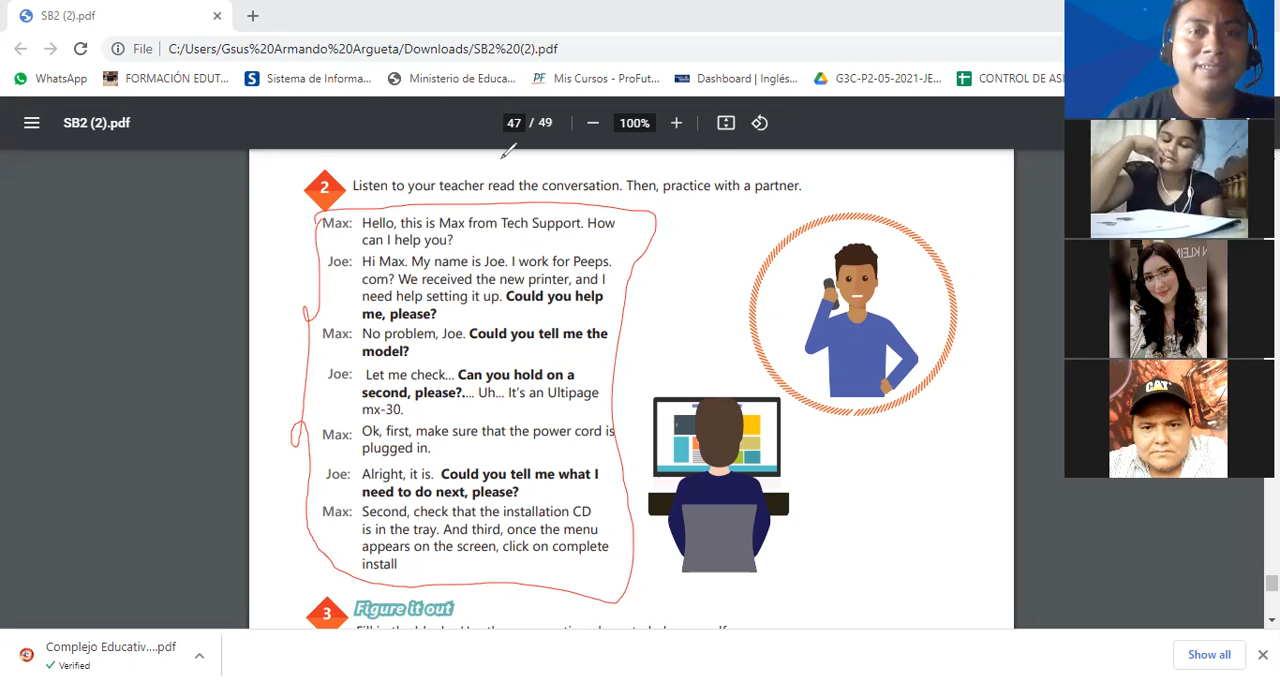 SB2 (2).pdf
File C:/Users/Gsus%20Armando%20Argueta/Downloads/SB2%20(2).pdf
WhatsApp FORMACIÓN EDUT... Sistema de Informa... Ministerio de Educa... PF Mis Cursos - ProFut... Dashboard | Inglés... G3C-P2-05-2021-JE... CONTROL DE AS
SB2 (2).pdf 47 / 49 100%
2 Listen to your teacher read the conversation. Then, practice with a partner.
Max: Hello, this is Max from Tech Support. How
can I help you?
Joe: Hi Max. My name is Joe. I work for Peeps.
com? We received the new printer, and I
need help setting it up. Could you help
me, please?
Max: No problem, Joe. Could you tell me the
model?
Joe: Let me check... Can you hold on a
second, please?.... Uh... It's an Ultipage
mx-30.
Max: Ok, first, make sure that the power cord is
plugged in.
Joe: Alright, it is. Could you tell me what I
need to do next, please?
Max: Second, check that the installation CD
is in the tray. And third, once the menu
appears on the screen, click on complete
install
3 Figure it out
Complejo Educativ....pdf
Verified
Show all
CAT